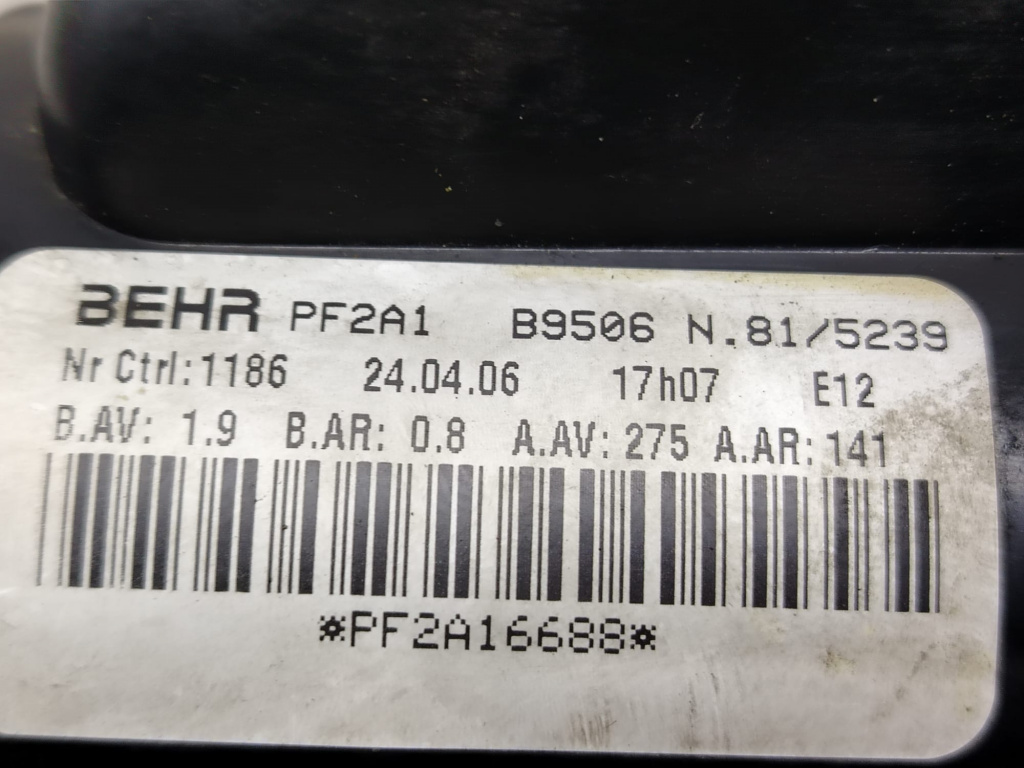 BEHR PF2A1 B9506 N.81/5239
Nr Ctrl:1186 24.04.06 17h07 E12
B.AV: 1.9 B.AR: 0.8 A.AV: 275 A.AR: 141
*PF2A16688*